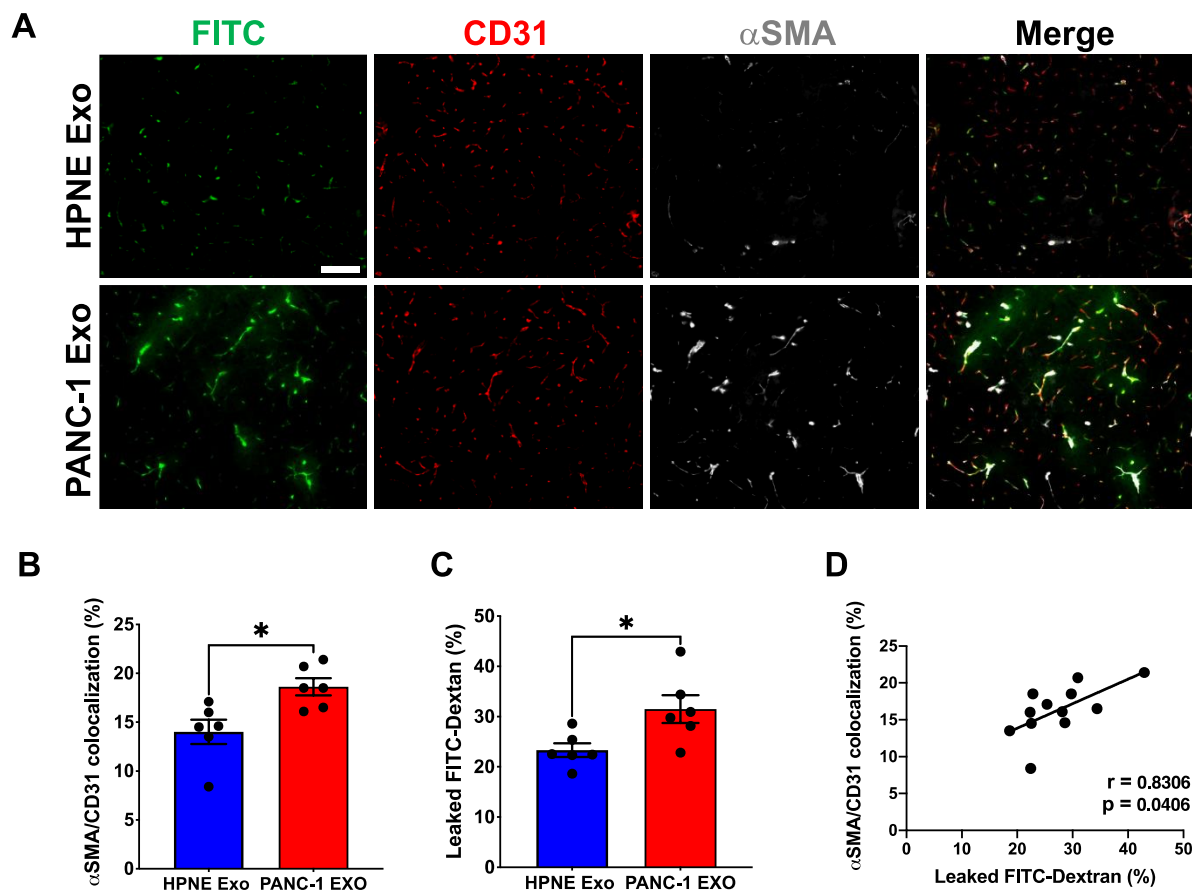 A
FITC
CD31
αSMA
Merge
HPNE Exo
PANC-1 Exo
B
αSMA/CD31 colocalization (%)
25
20
15
10
5
0
*
HPNE Exo
PANC-1 EXO
C
Leaked FITC-Dextan (%)
50
40
30
20
10
0
*
HPNE Exo
PANC-1 EXO
D
αSMA/CD31 colocalization (%)
25
20
15
10
5
0
r = 0.8306
p = 0.0406
0
10
20
30
40
50
Leaked FITC-Dextran (%)